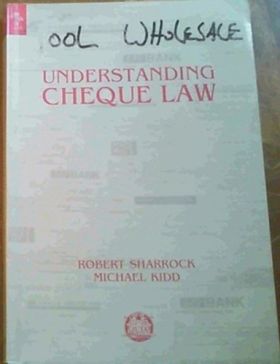 OOL WHOLESALE
UNDERSTANDING
CHEQUE LAW
ROBERT SHARROCK
MICHAEL KIDD